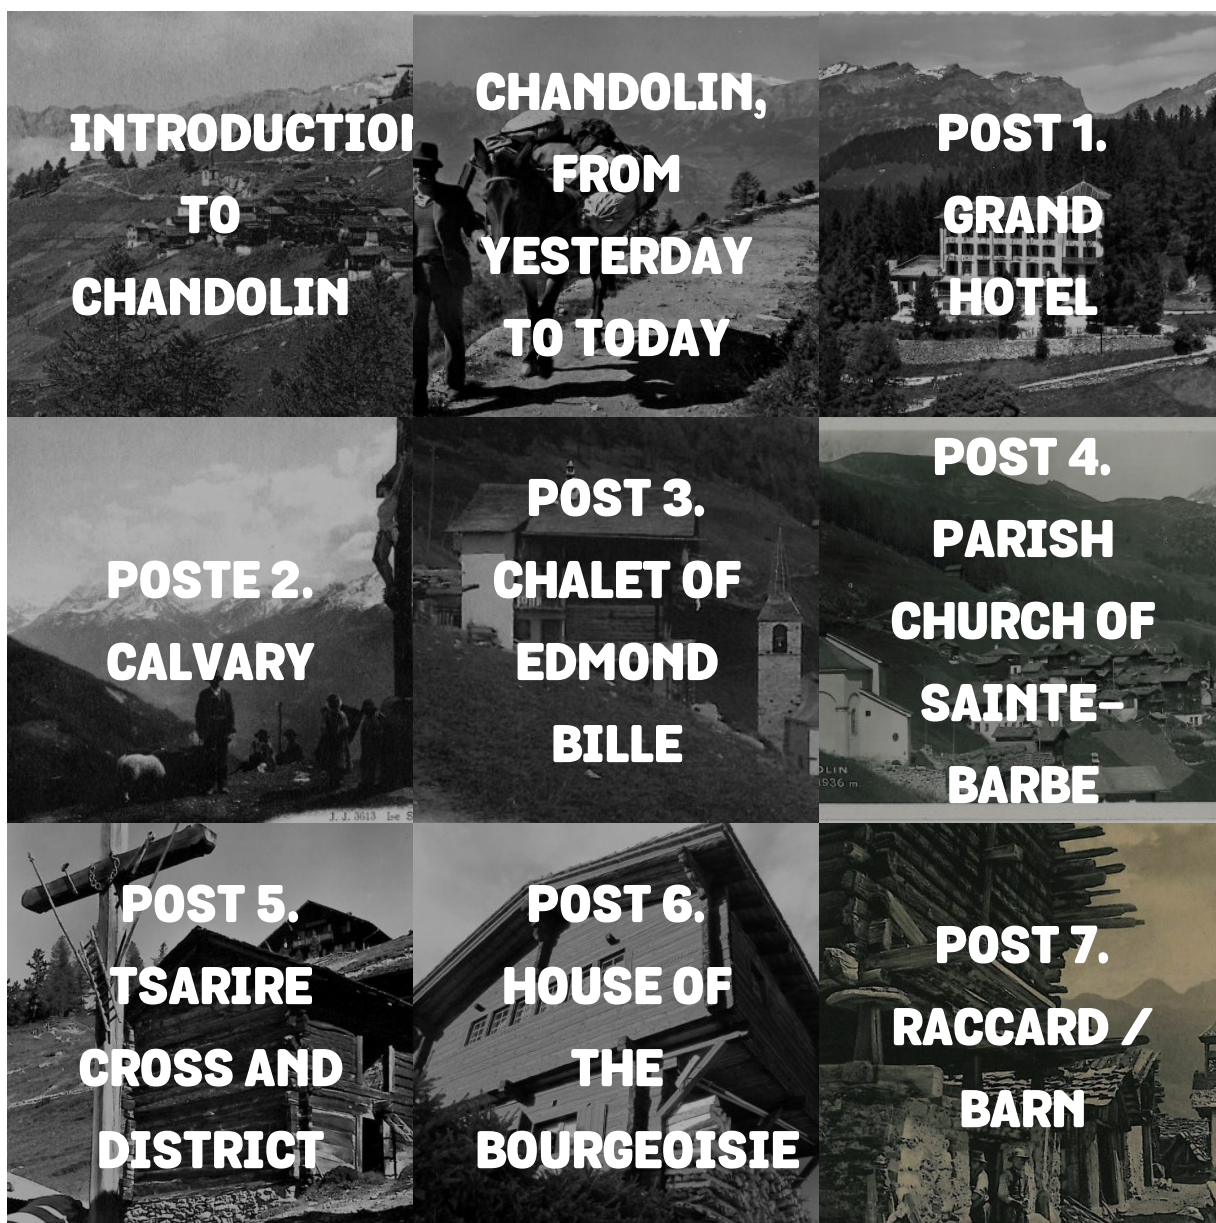 INTRODUCTION
TO
CHANDOLIN
CHANDOLIN,
FROM
YESTERDAY
TO TODAY
POST 1.
GRAND
HOTEL
POSTE 2.
CALVARY
J. J. 3613
POST 3.
CHALET OF
EDMOND
BILLE
POST 4.
PARISH
CHURCH OF
SAINTE-
BARBE
1936 m
POST 5.
TSARIRE
CROSS AND
DISTRICT
POST 6.
HOUSE OF
THE
BOURGEOISIE
POST 7.
RACCARD /
BARN